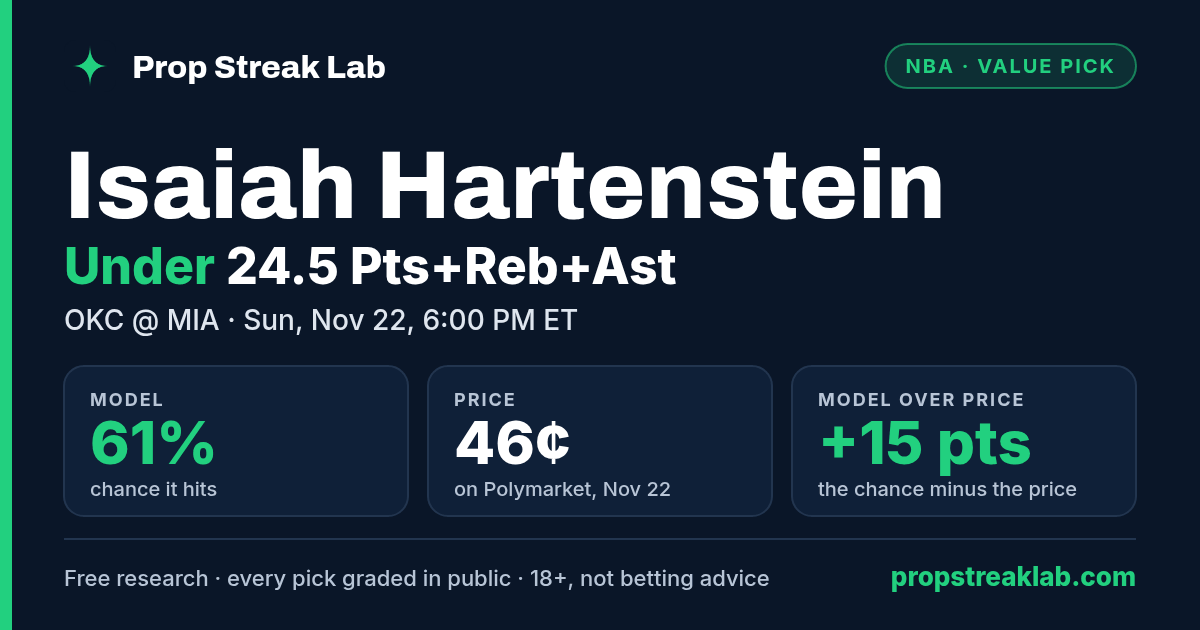 Prop Streak Lab
NBA · VALUE PICK
Isaiah Hartenstein
Under 24.5 Pts+Reb+Ast
OKC @ MIA · Sun, Nov 22, 6:00 PM ET
MODEL
61%
chance it hits
PRICE
46¢
on Polymarket, Nov 22
MODEL OVER PRICE
+15 pts
the chance minus the price
Free research · every pick graded in public · 18+, not betting advice
propstreaklab.com